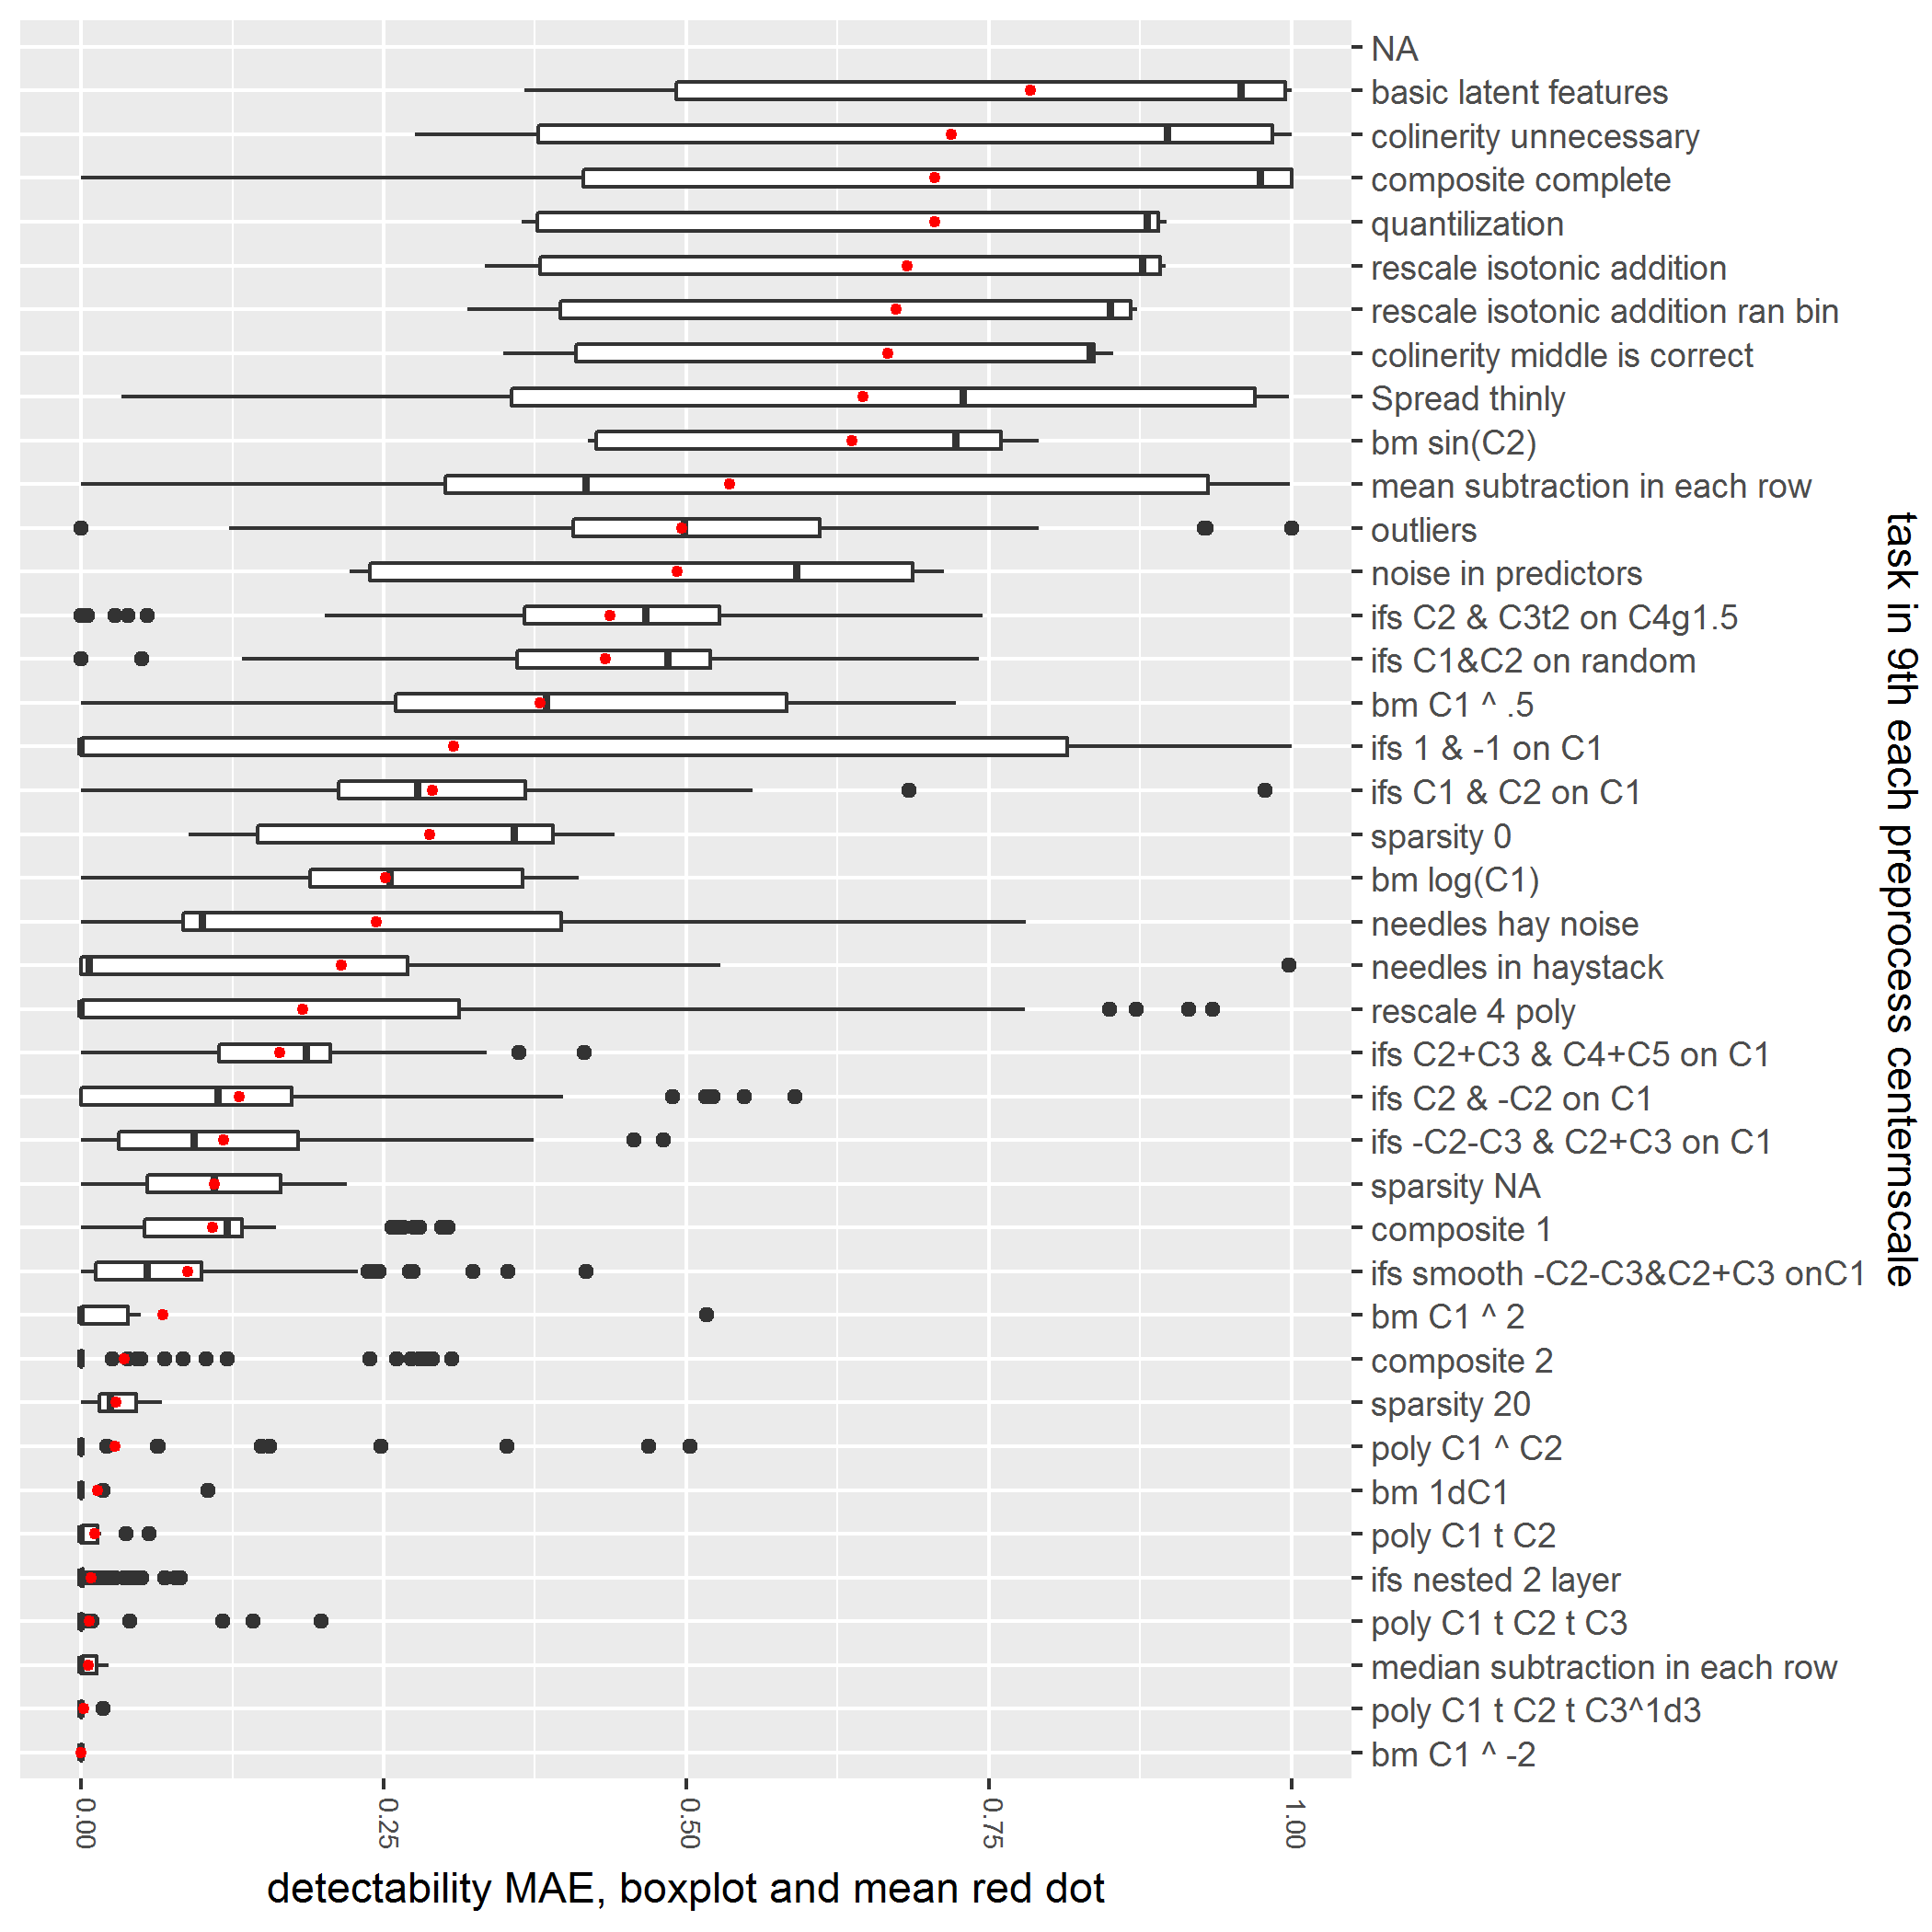 NA
basic latent features
colinerity unnecessary
composite complete
quantilization
rescale isotonic addition
rescale isotonic addition ran bin
colinerity middle is correct
Spread thinly
bm sin(C2)
mean subtraction in each row
outliers
noise in predictors
ifs C2 & C3t2 on C4g1.5
ifs C1&C2 on random
bm C1 ^ .5
ifs 1 & -1 on C1
ifs C1 & C2 on C1
sparsity 0
bm log(C1)
needles hay noise
needles in haystack
rescale 4 poly
ifs C2+C3 & C4+C5 on C1
ifs C2 & -C2 on C1
ifs -C2-C3 & C2+C3 on C1
sparsity NA
composite 1
ifs smooth -C2-C3&C2+C3 onC1
bm C1 ^ 2
composite 2
sparsity 20
poly C1 ^ C2
bm 1dC1
poly C1 t C2
ifs nested 2 layer
poly C1 t C2 t C3
median subtraction in each row
poly C1 t C2 t C3^1d3
bm C1 ^ -2
task in 9th each preprocess centernscale
0.00 0.25 0.50 0.75 1.00
detectability MAE, boxplot and mean red dot